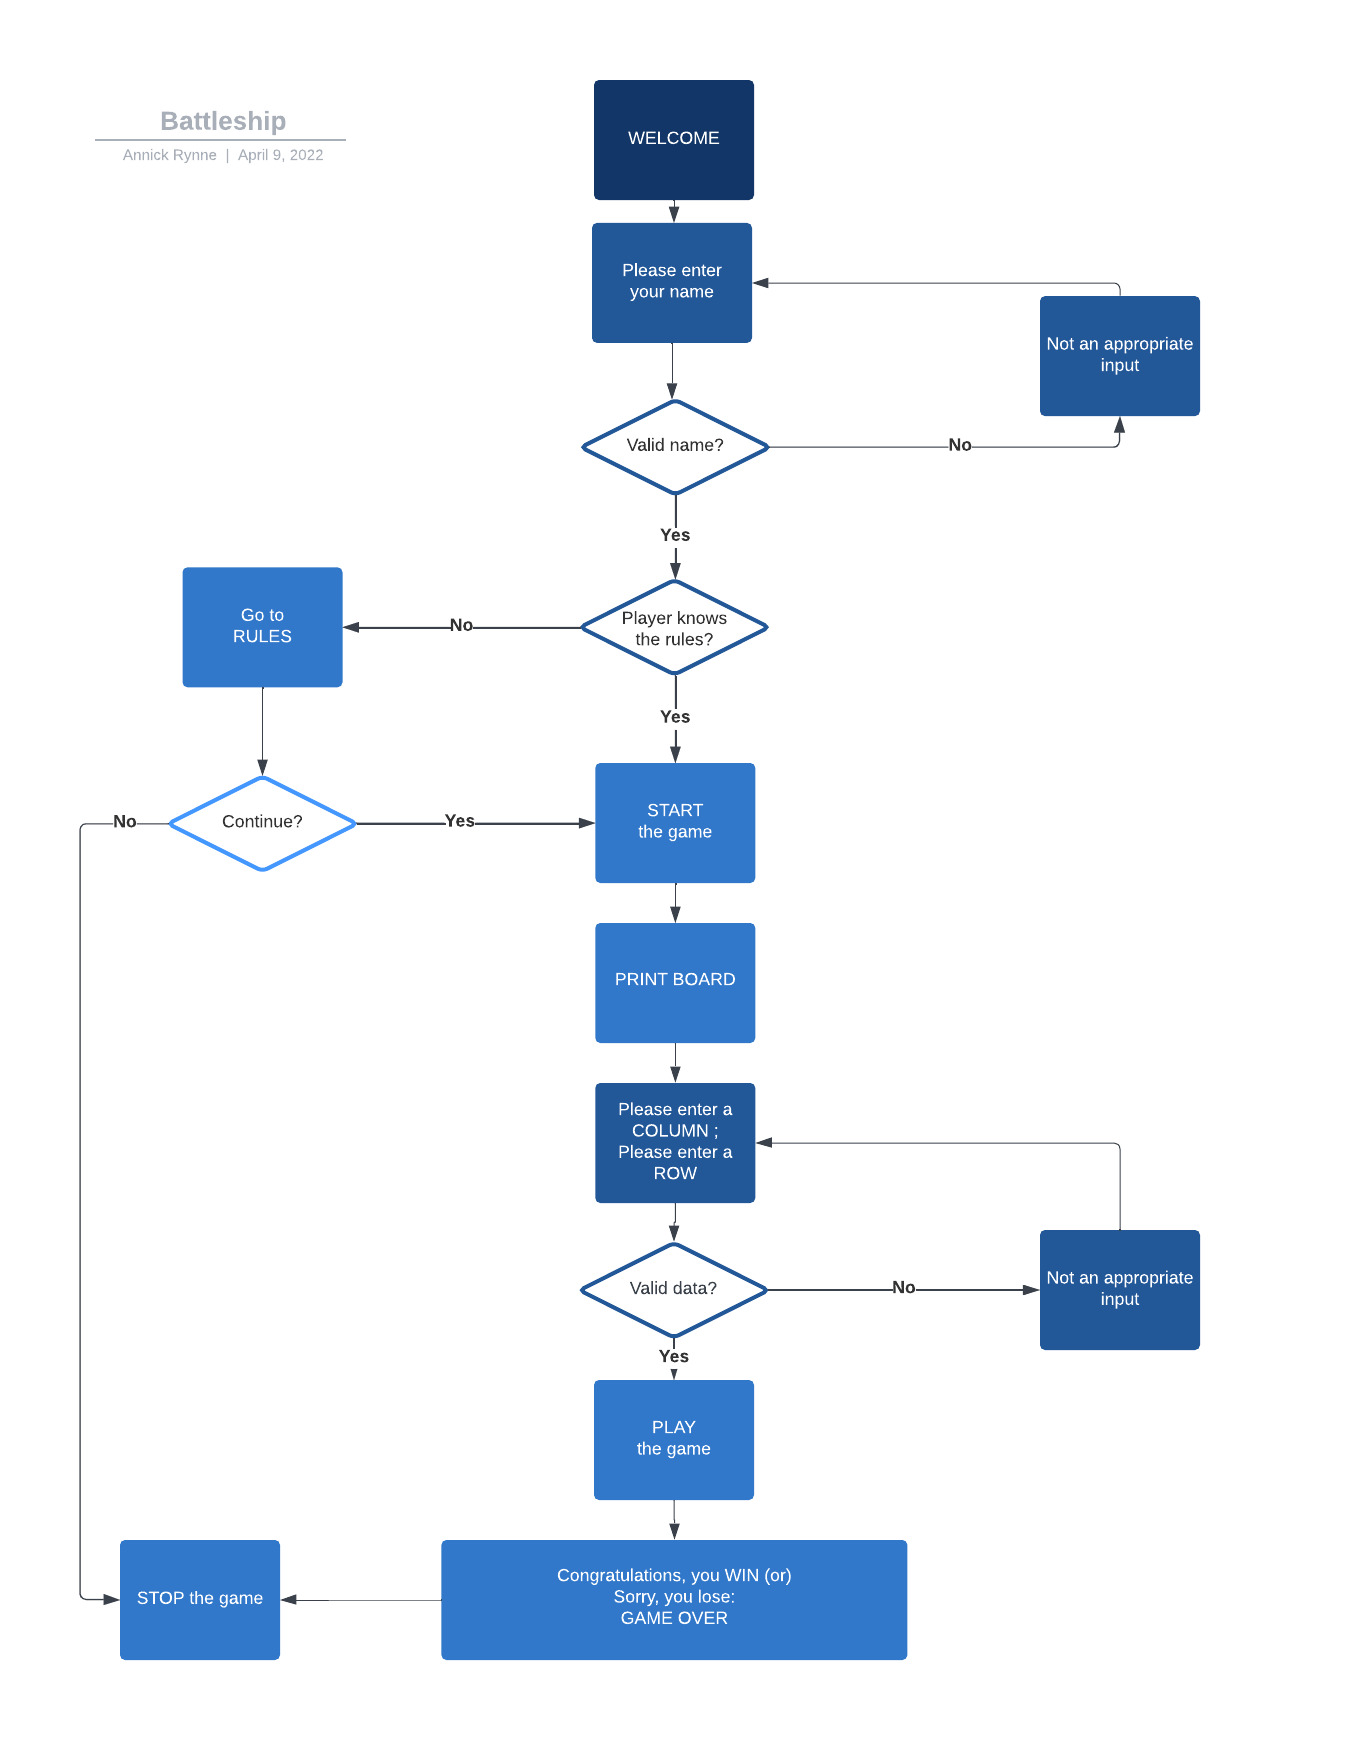 Battleship
Annick Rynne | April 9, 2022
WELCOME
Please enter
your name
Not an appropriate
input
Valid name?
No
Yes
Go to
RULES
No
Player knows
the rules?
Yes
No
Continue?
Yes
START
the game
PRINT BOARD
Please enter a
COLUMN ;
Please enter a
ROW
Valid data?
No
Not an appropriate
input
Yes
PLAY
the game
STOP the game
Congratulations, you WIN (or)
Sorry, you lose:
GAME OVER